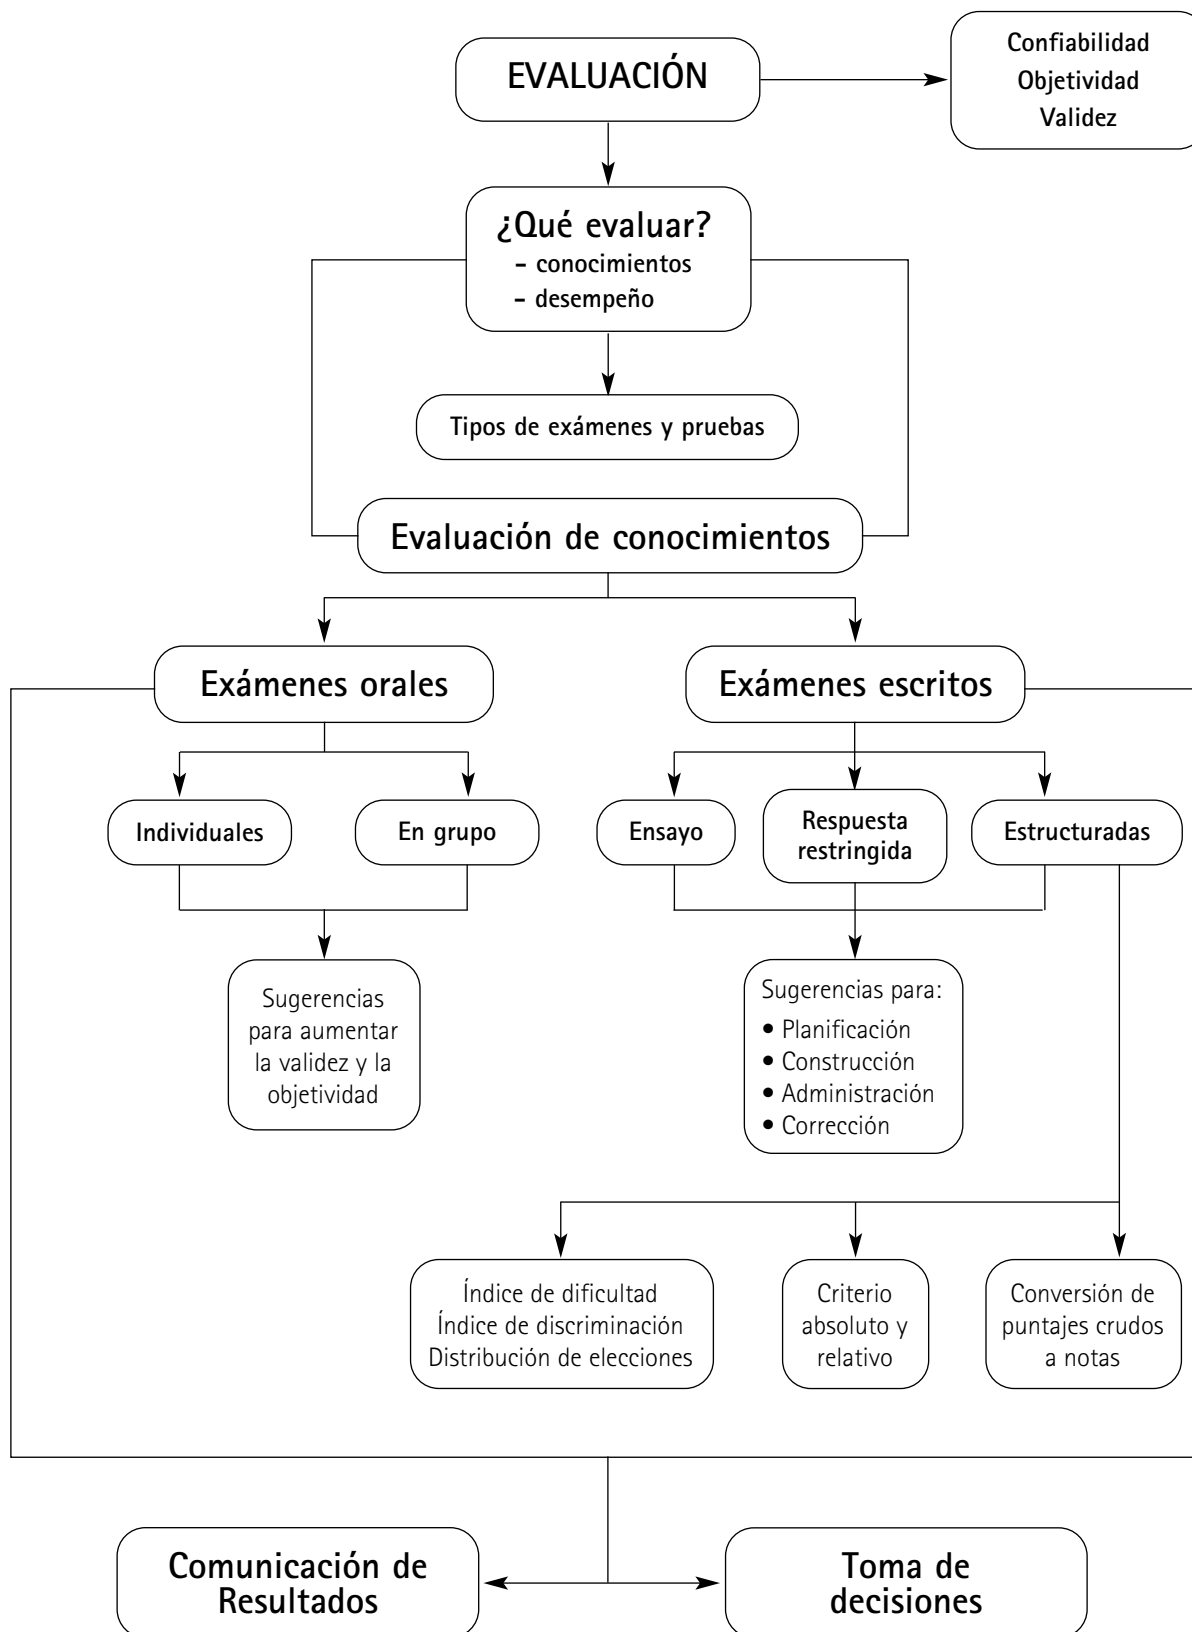 EVALUACIÓN
Confiabilidad
Objetividad
Validez
¿Qué evaluar?
- conocimientos
- desempeño
Tipos de exámenes y pruebas
Evaluación de conocimientos
Exámenes orales
Exámenes escritos
Individuales
En grupo
Ensayo
Respuesta
restringida
Estructuradas
Sugerencias
para aumentar
la validez y la
objetividad
Sugerencias para:
• Planificación
• Construcción
• Administración
• Corrección
Índice de dificultad
Índice de discriminación
Distribución de elecciones
Criterio
absoluto y
relativo
Conversión de
puntajes crudos
a notas
Comunicación de
Resultados
Toma de
decisiones